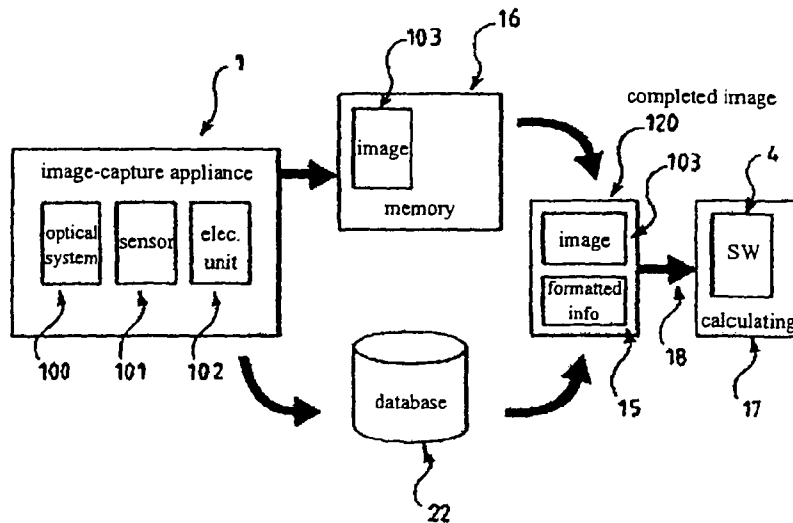 103
16
1
completed image
120
103
4
image-capture appliance
image
memory
optical
system
sensor
elec.
unit
image
formatted
info
SW
calculating
100
101
102
18
database
15
17
22